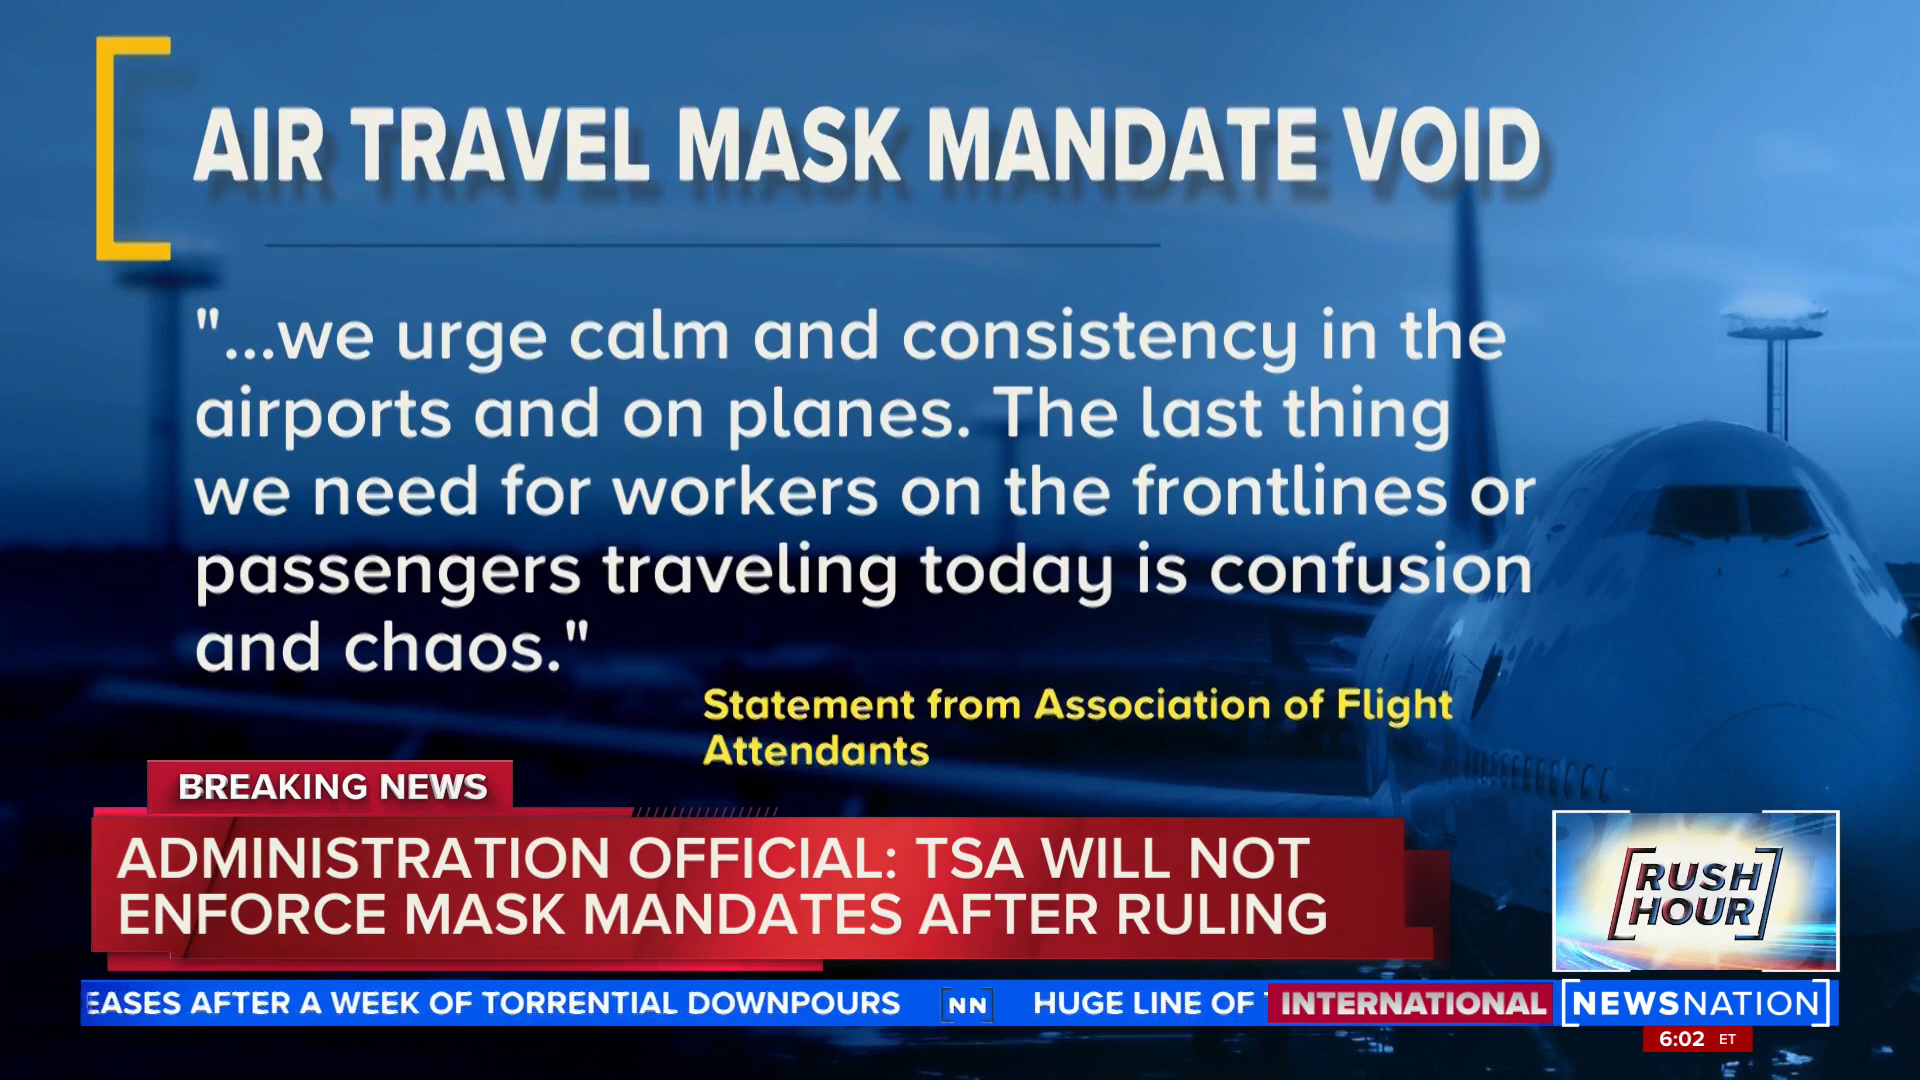 AIR TRAVEL MASK MANDATE VOID
"...we urge calm and consistency in the
airports and on planes. The last thing
we need for workers on the frontlines or
passengers traveling today is confusion
and chaos."
Statement from Association of Flight
Attendants
BREAKING NEWS
ADMINISTRATION OFFICIAL: TSA WILL NOT
ENFORCE MASK MANDATES AFTER RULING
RUSH
HOUR
EASES AFTER A WEEK OF TORRENTIAL DOWNPOURS [NN] HUGE LINE OF INTERNATIONAL [NEWSNATION]
6:02 ET